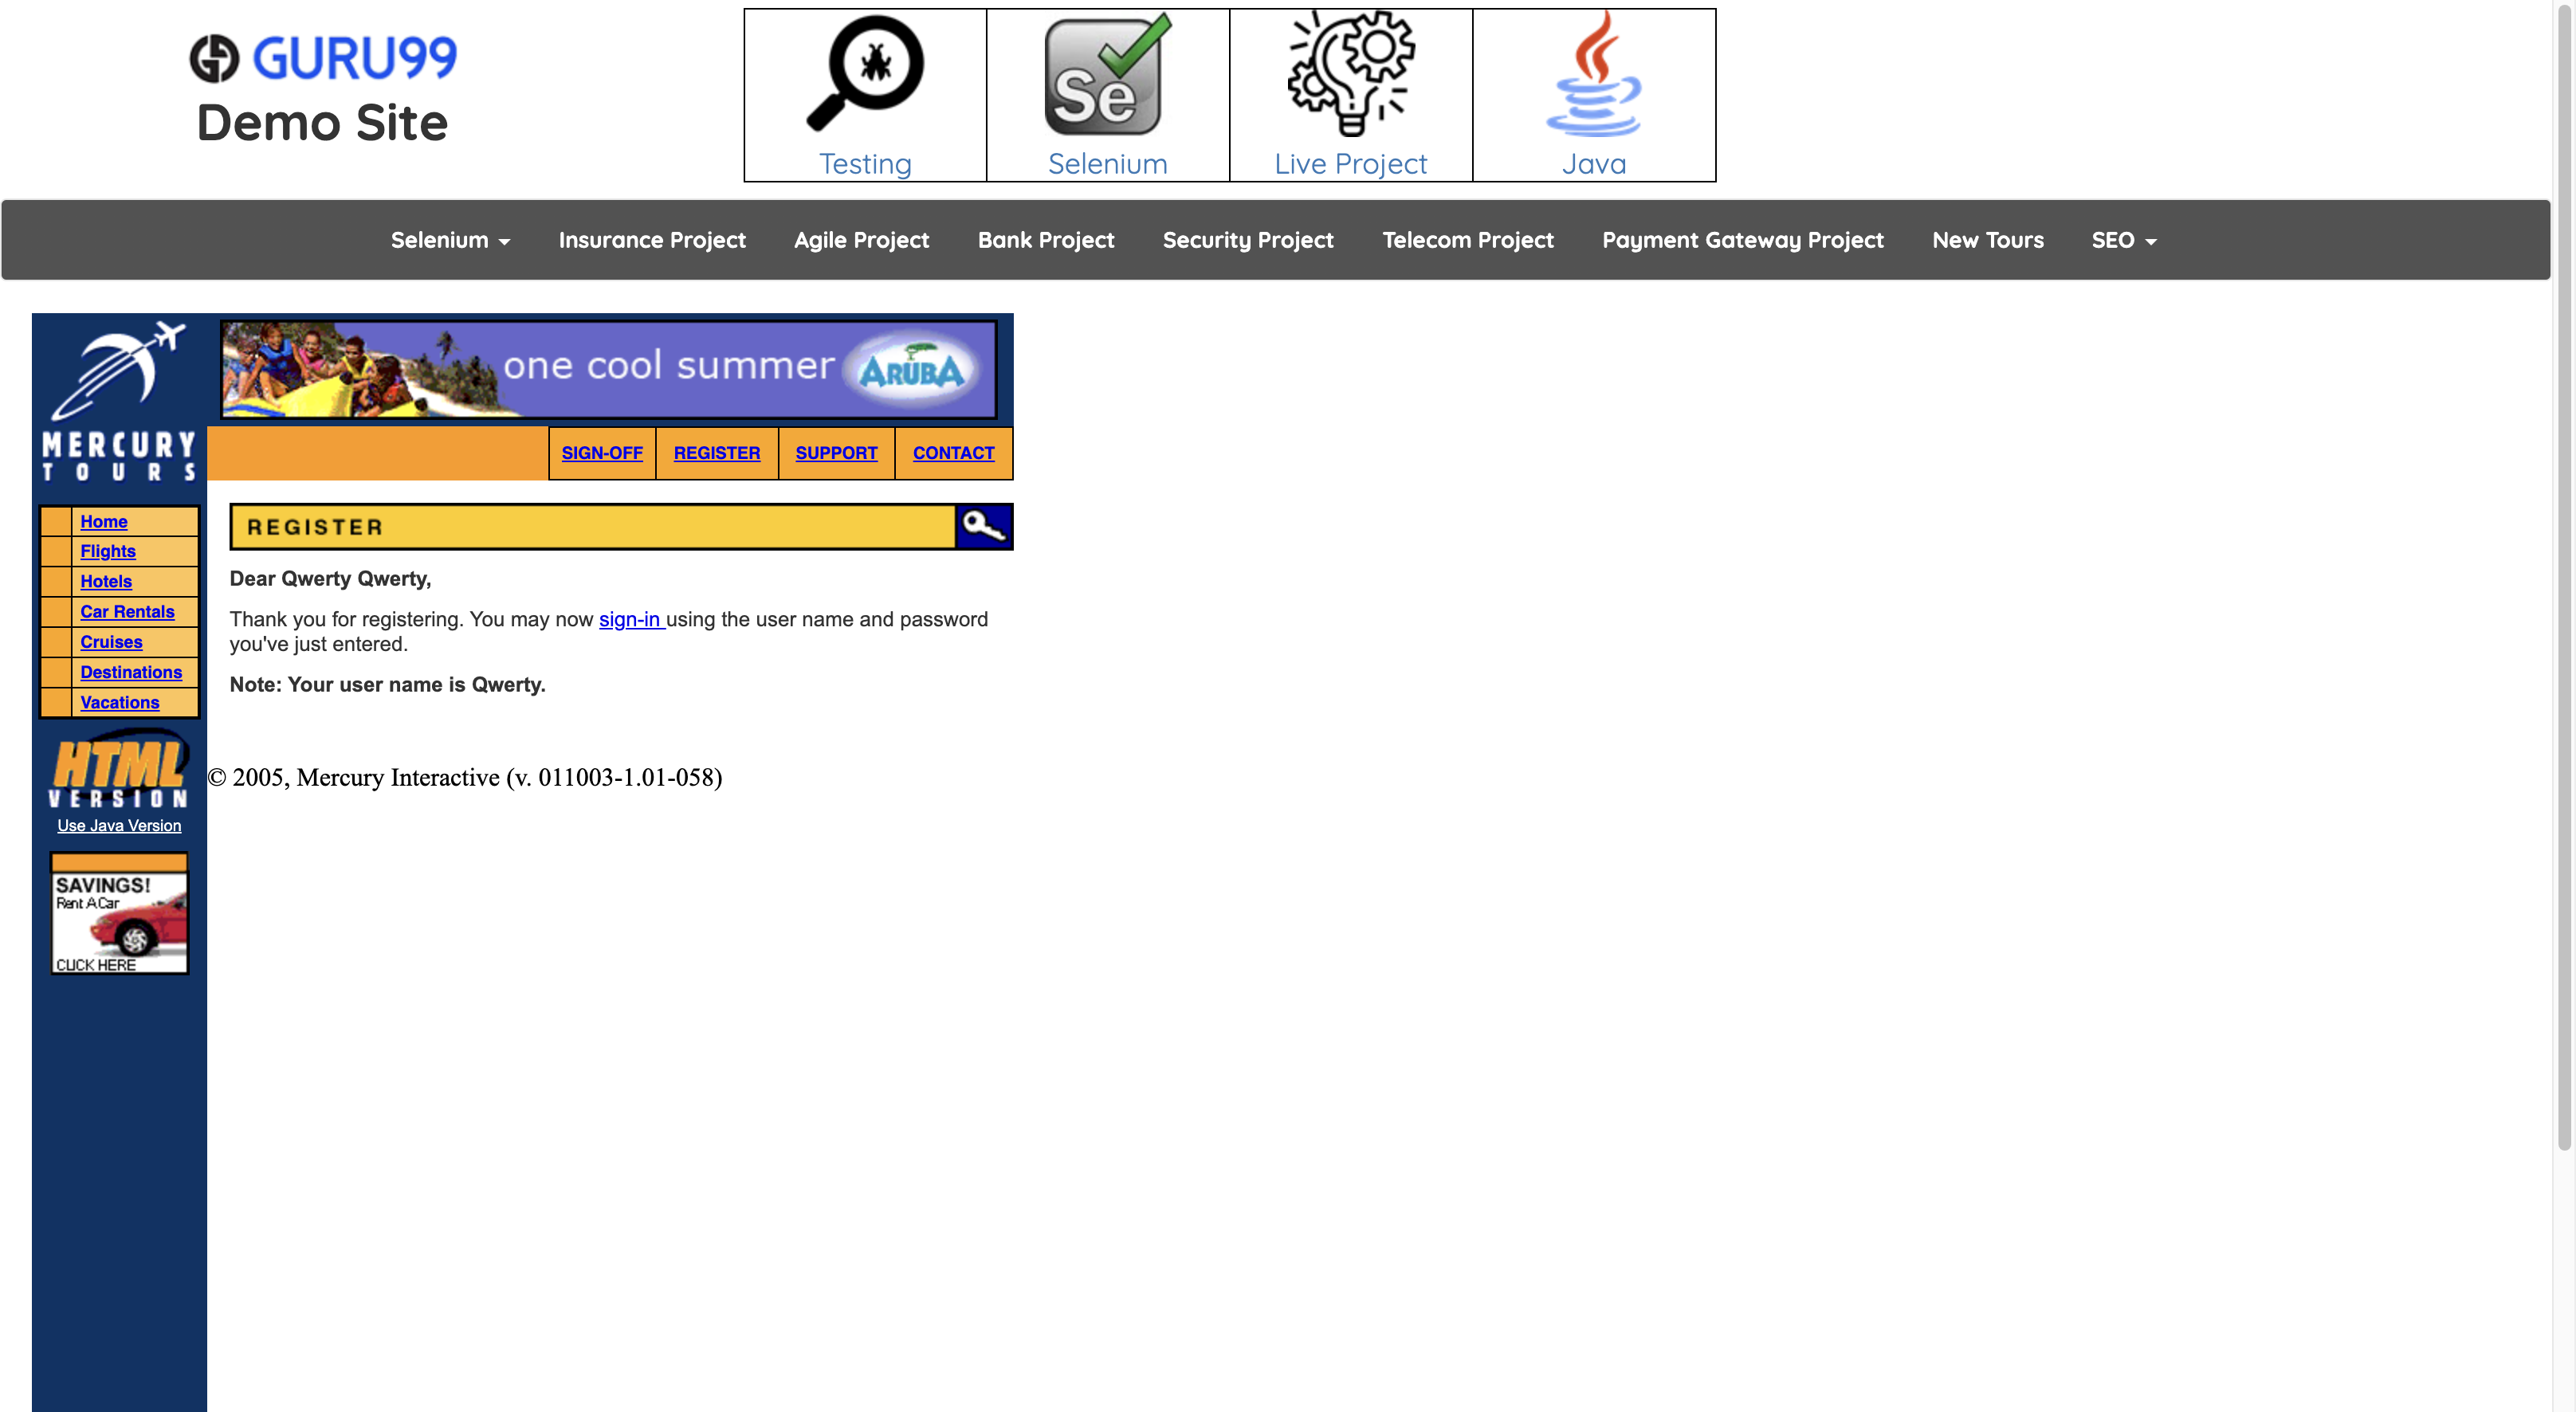 GURU99
Demo Site
Se
Testing
Selenium
Live Project
Java
Selenium
Insurance Project
Agile Project
Bank Project
Security Project
Telecom Project
Payment Gateway Project
New Tours
SEO
MERCURY
TOURS
one cool summer
ARUBA
SIGN-OFF
REGISTER
SUPPORT
CONTACT
Home
Flights
Hotels
Car Rentals
Cruises
Destinations
Vacations
HTML
VERSION
Use Java Version
SAVINGS!
Rent A Car
CLICK HERE
REGISTER
Dear Qwerty Qwerty,
Thank you for registering. You may now sign-in using the user name and password
you've just entered.
Note: Your user name is Qwerty.
© 2005, Mercury Interactive (v. 011003-1.01-058)